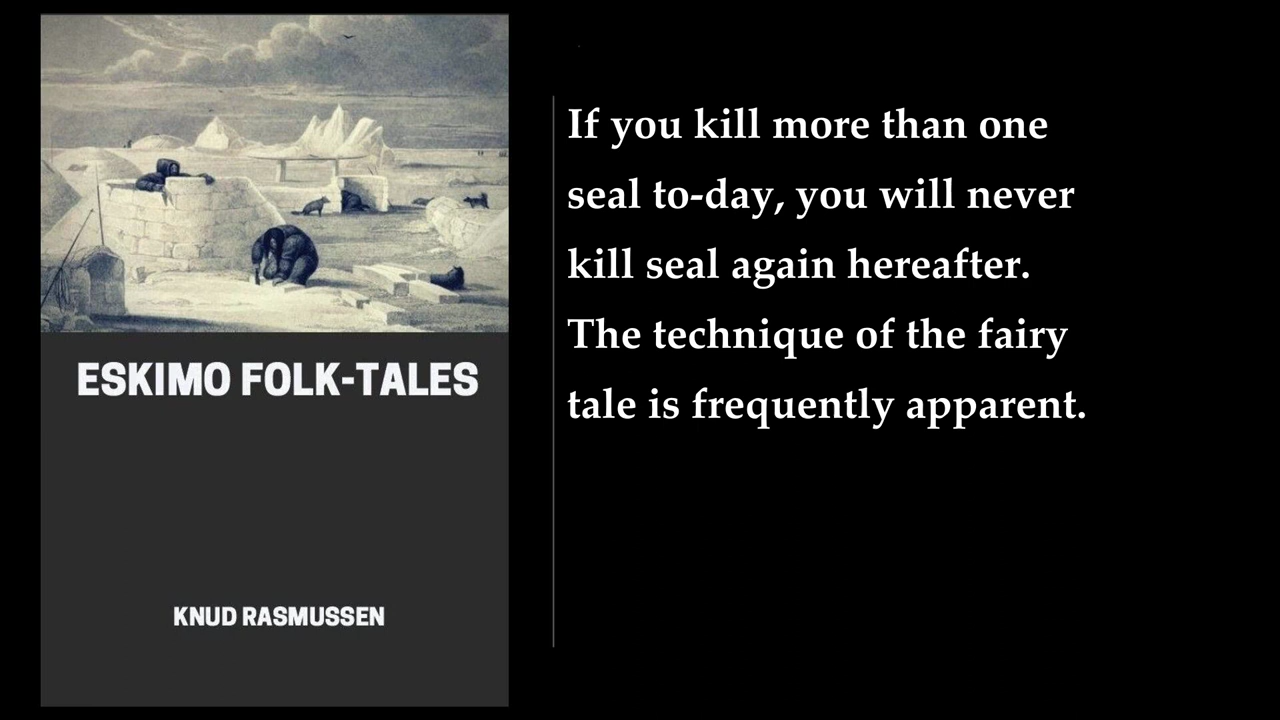 ESKIMO FOLK-TALES
KNUD RASMUSSEN
If you kill more than one
seal to-day, you will never
kill seal again hereafter.
The technique of the fairy
tale is frequently apparent.